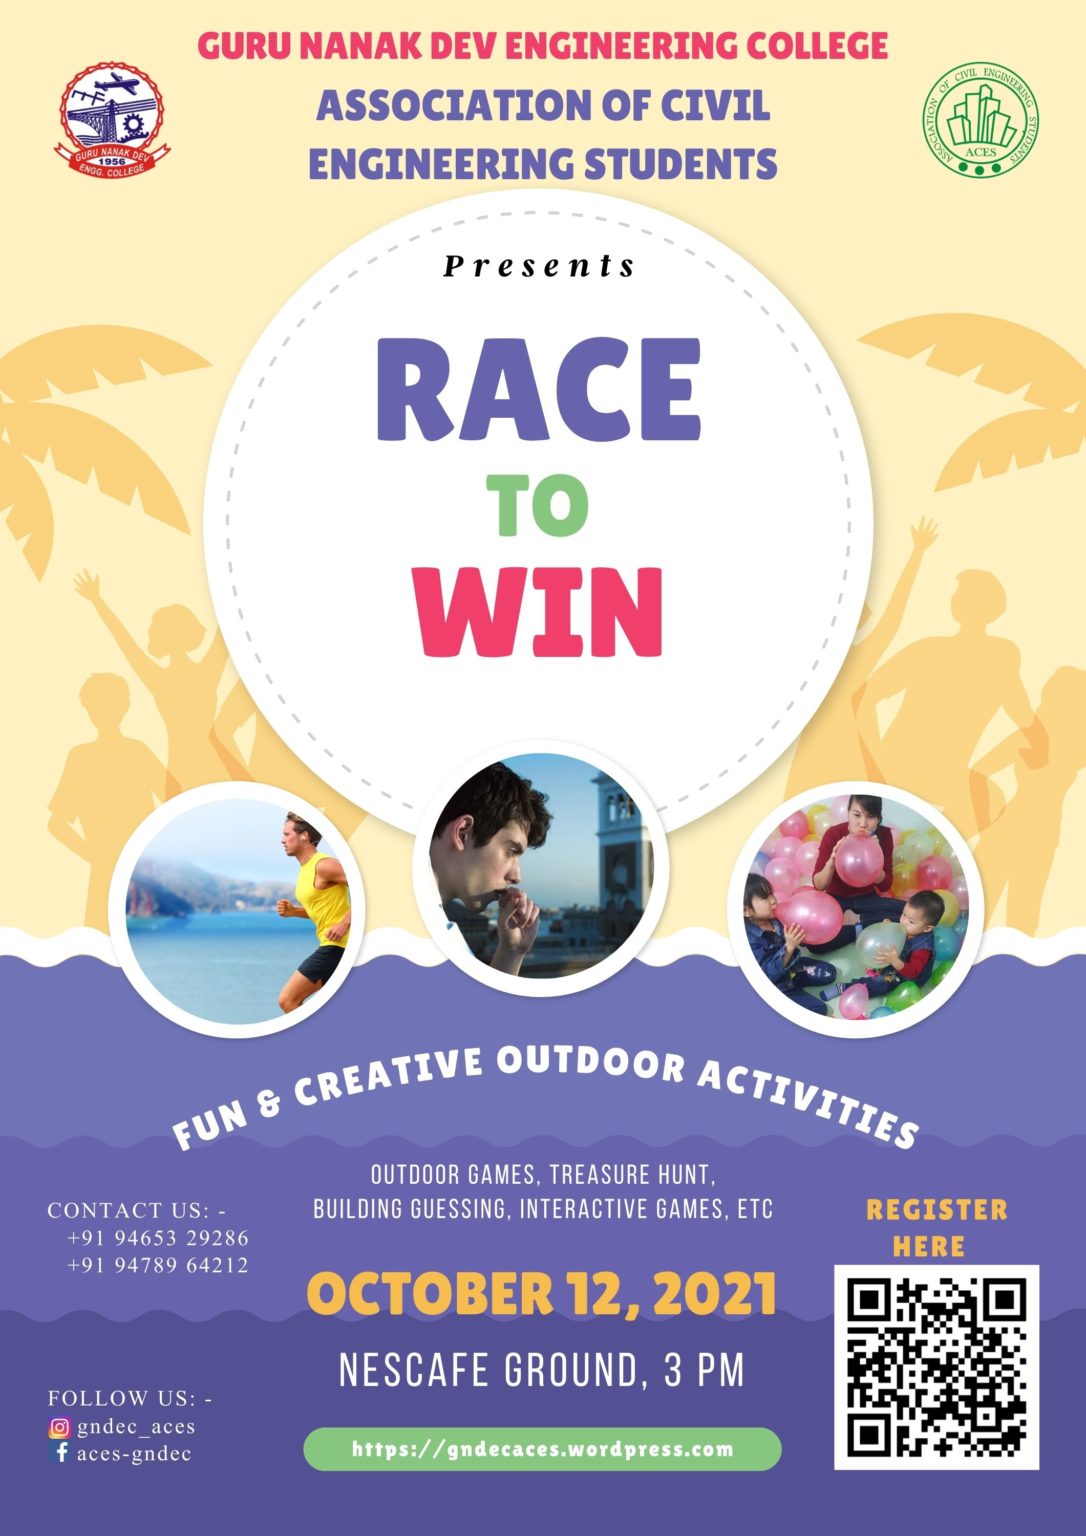 GURU NANAK DEV ENGINEERING COLLEGE
ASSOCIATION OF CIVIL
ENGINEERING STUDENTS
GURU NANAK DEV
1956
ENGG. COLLEGE
ASSOCIATION OF CIVIL ENGINEERING STUDENTS
ACES
Presents
RACE
TO
WIN
FUN & CREATIVE OUTDOOR ACTIVITIES
OUTDOOR GAMES, TREASURE HUNT,
BUILDING GUESSING, INTERACTIVE GAMES, ETC
CONTACT US: -
+91 94653 29286
+91 94789 64212
REGISTER
HERE
OCTOBER 12, 2021
NESCAFE GROUND, 3 PM
FOLLOW US: -
gndec_aces
aces-gndec
https://gndecaces.wordpress.com